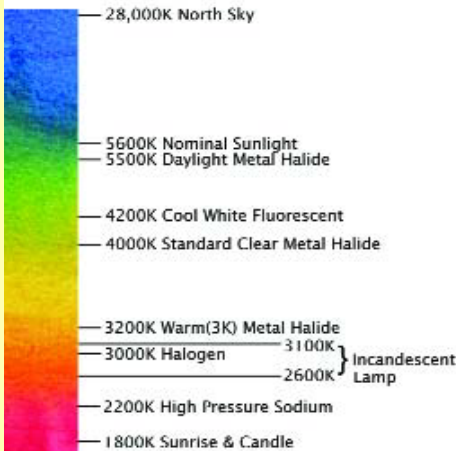 28,000K North Sky
5600K Nominal Sunlight
5500K Daylight Metal Halide
4200K Cool White Fluorescent
4000K Standard Clear Metal Halide
3200K Warm(3K) Metal Halide
3100K
3000K Halogen
} Incandescent
Lamp
2600K
2200K High Pressure Sodium
1800K Sunrise & Candle